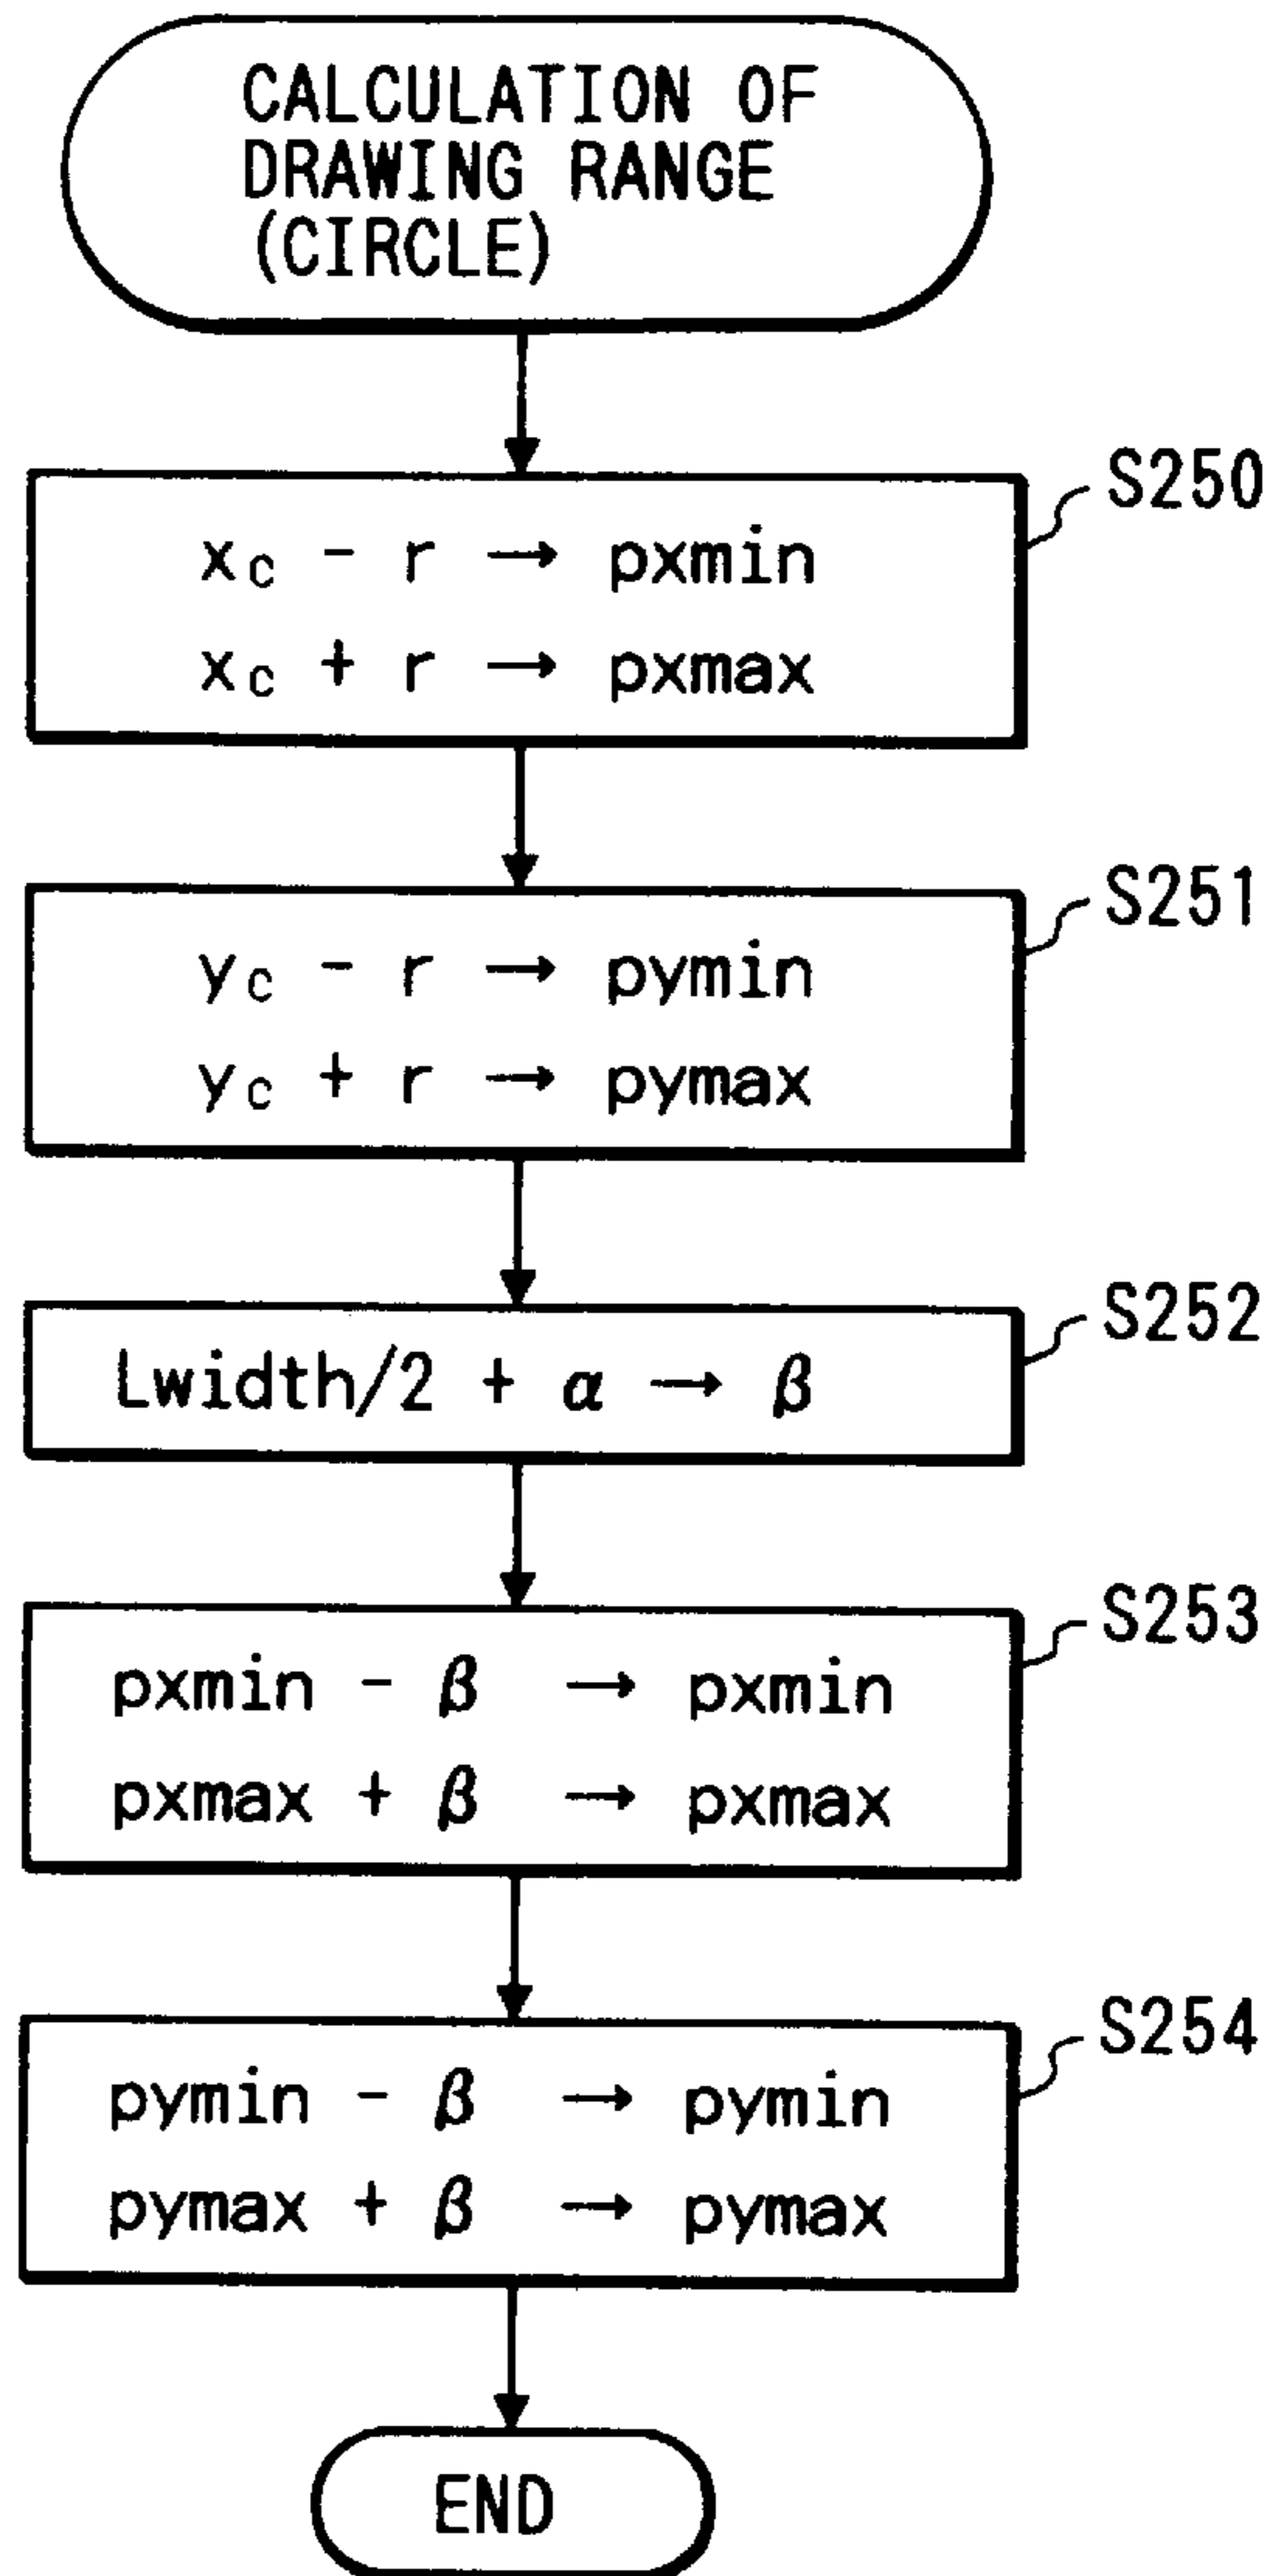 CALCULATION OF
DRAWING RANGE
(CIRCLE)
S250
xc - r → pxmin
xc + r → pxmax
S251
yc - r → pymin
yc + r → pymax
S252
Lwidth/2 + α → β
S253
pxmin - β → pxmin
pxmax + β → pxmax
S254
pymin - β → pymin
pymax + β → pymax
END